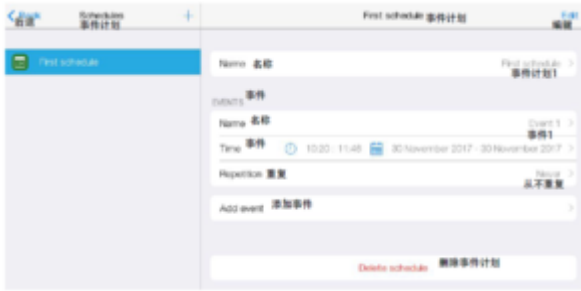 Back Schedules + First schedule 事件计划 Edit
后退 事件计划 编辑
First schedule
Name 名称 First schedule
事件计划1
EVENTS 事件
Name 名称 Event 1
事件1
Time 事件 10:20 - 11:48 30 November 2017 - 30 November 2017
Repetition 重复 Never
从不重复
Add event 添加事件
Delete schedule 删除事件计划